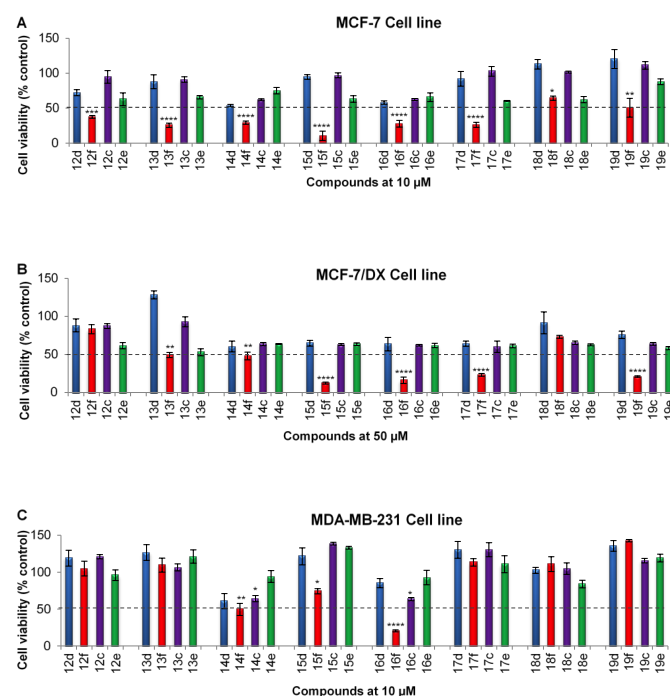 A
MCF-7 Cell line
Cell viability (% control)
150
100
50
0
*** **** **** **** **** **** * **
12d 12f 12c 12e 13d 13f 13c 13e 14d 14f 14c 14e 15d 15f 15c 15e 16d 16f 16c 16e 17d 17f 17c 17e 18d 18f 18c 18e 19d 19f 19c 19e
Compounds at 10 µM
B
MCF-7/DX Cell line
Cell viability (% control)
150
100
50
0
** ** **** **** **** ****
12d 12f 12c 12e 13d 13f 13c 13e 14d 14f 14c 14e 15d 15f 15c 15e 16d 16f 16c 16e 17d 17f 17c 17e 18d 18f 18c 18e 19d 19f 19c 19e
Compounds at 50 µM
C
MDA-MB-231 Cell line
Cell viability (% control)
150
100
50
0
** * * **** *
12d 12f 12c 12e 13d 13f 13c 13e 14d 14f 14c 14e 15d 15f 15c 15e 16d 16f 16c 16e 17d 17f 17c 17e 18d 18f 18c 18e 19d 19f 19c 19e
Compounds at 10 µM